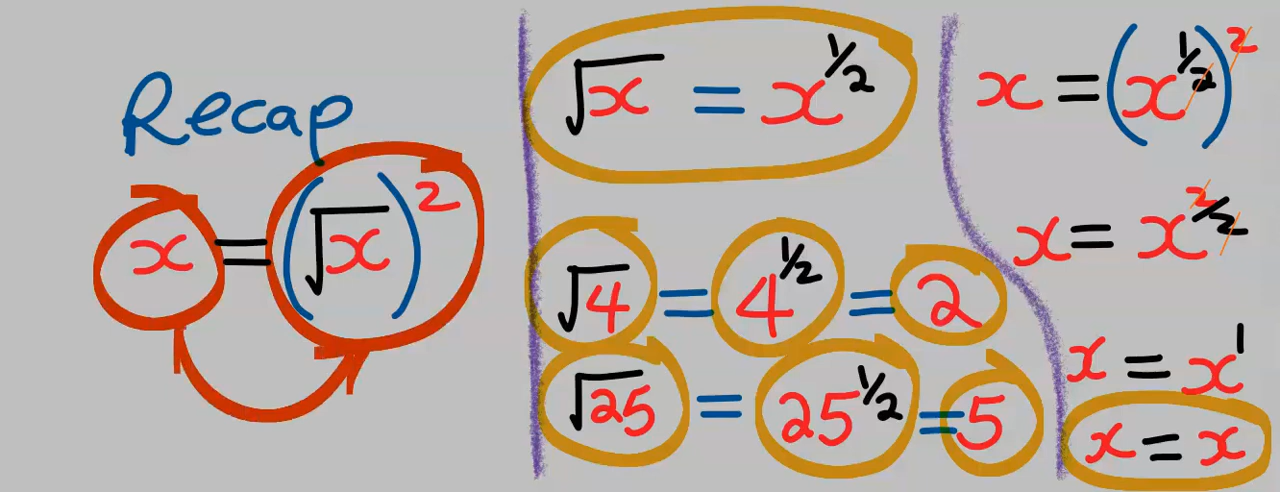 Recap
x = (√x)²
√x = x^1/2
√4 = 4^1/2 = 2
√25 = 25^1/2 = 5
x = (x^1/2)²
x = x^2/2
x = x^1
x = x